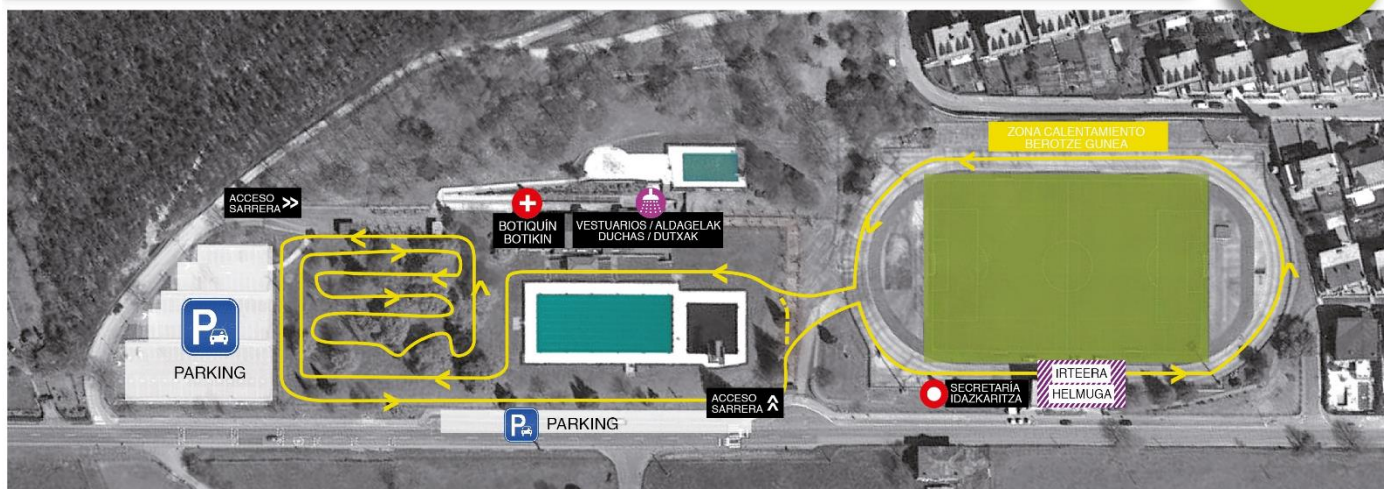 ZONA CALENTAMIENTO
BEROTZE GUNEA
ACCESO
SARRERA
BOTIQUÍN
BOTIKIN
VESTUARIOS / ALDAGELAK
DUCHAS / DUTXAK
P
PARKING
ACCESO
SARRERA
SECRETARÍA
IDAZKARITZA
IRTEERA
HELMUGA
P
PARKING